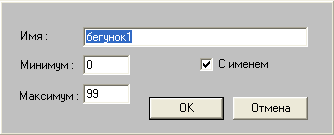 Имя : бегунок1
Минимум : 0 С именем
Максимум : 99
OK Отмена